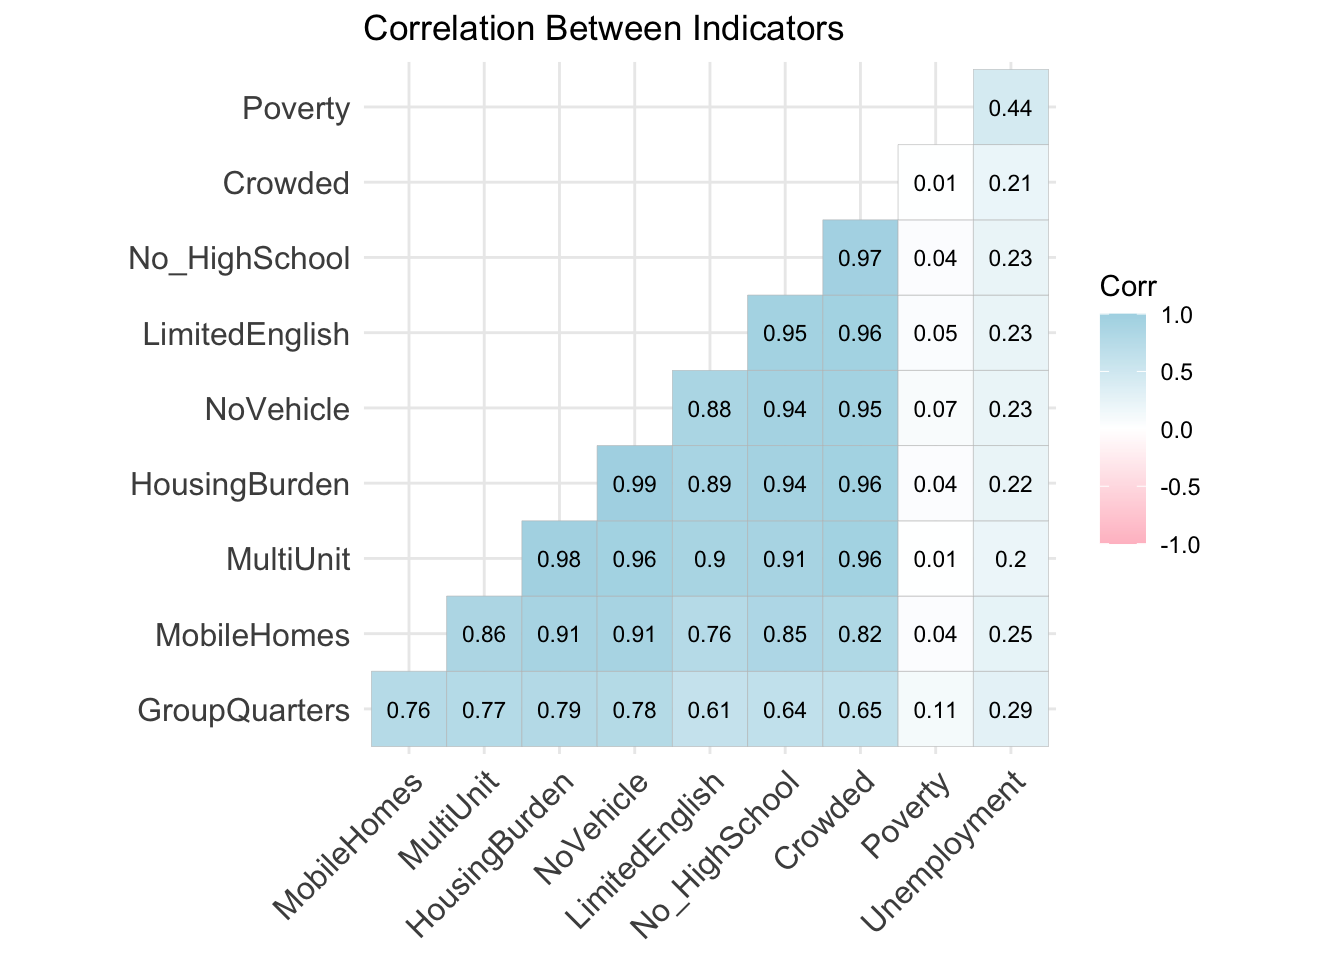 Correlation Between Indicators
Poverty 0.44
Crowded 0.01 0.21
No_HighSchool 0.97 0.04 0.23
LimitedEnglish 0.95 0.96 0.05 0.23
NoVehicle 0.88 0.94 0.95 0.07 0.23
HousingBurden 0.99 0.89 0.94 0.96 0.04 0.22
MultiUnit 0.98 0.96 0.9 0.91 0.96 0.01 0.2
MobileHomes 0.86 0.91 0.91 0.76 0.85 0.82 0.04 0.25
GroupQuarters 0.76 0.77 0.79 0.78 0.61 0.64 0.65 0.11 0.29
MobileHomes
MultiUnit
HousingBurden
NoVehicle
LimitedEnglish
No_HighSchool
Crowded
Poverty
Unemployment
Corr
1.0
0.5
0.0
-0.5
-1.0